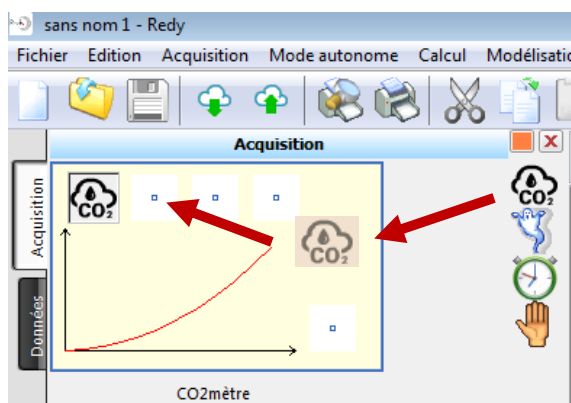 sans nom 1 - Redy
Fichier Edition Acquisition Mode autonome Calcul Modélisatio
Acquisition
Acquisition
Données
CO2
CO2
CO2
CO2mètre